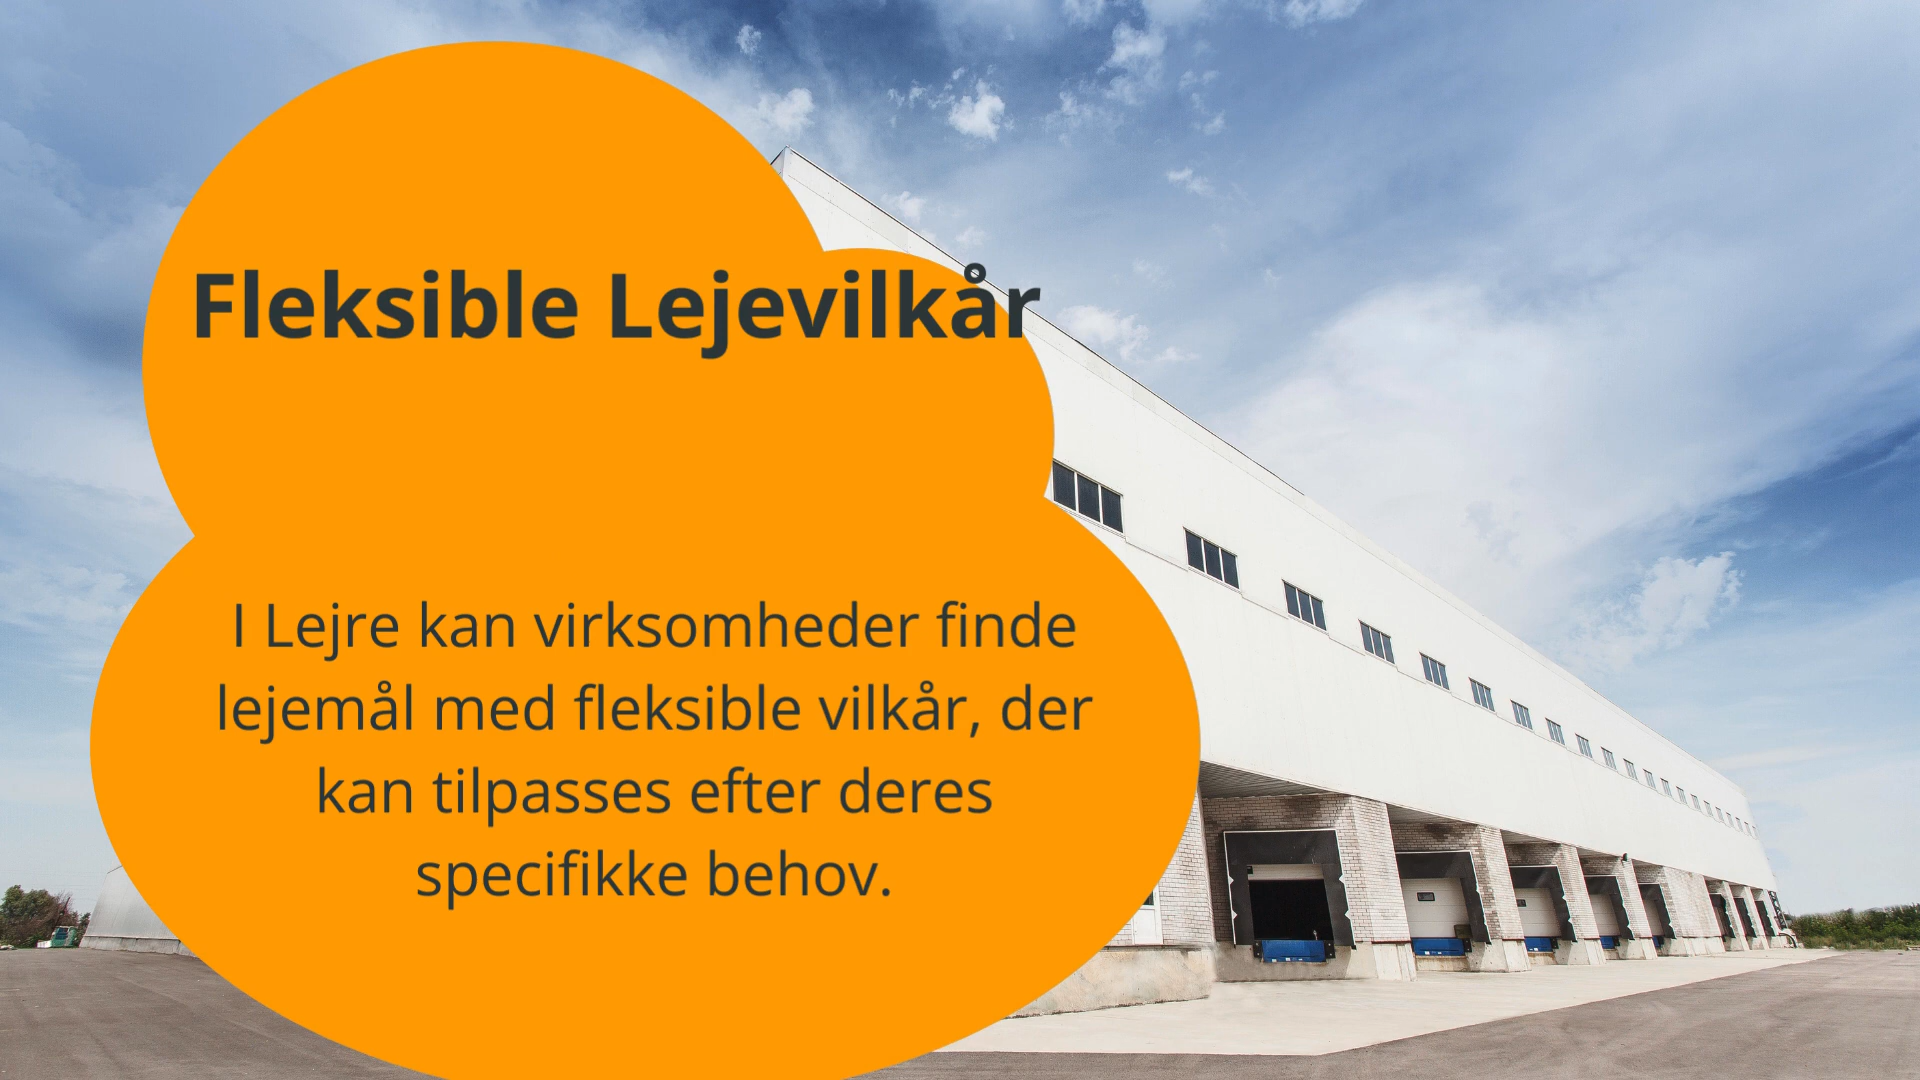 Fleksible Lejevilkår
I Lejre kan virksomheder finde
lejemål med fleksible vilkår, der
kan tilpasses efter deres
specifikke behov.